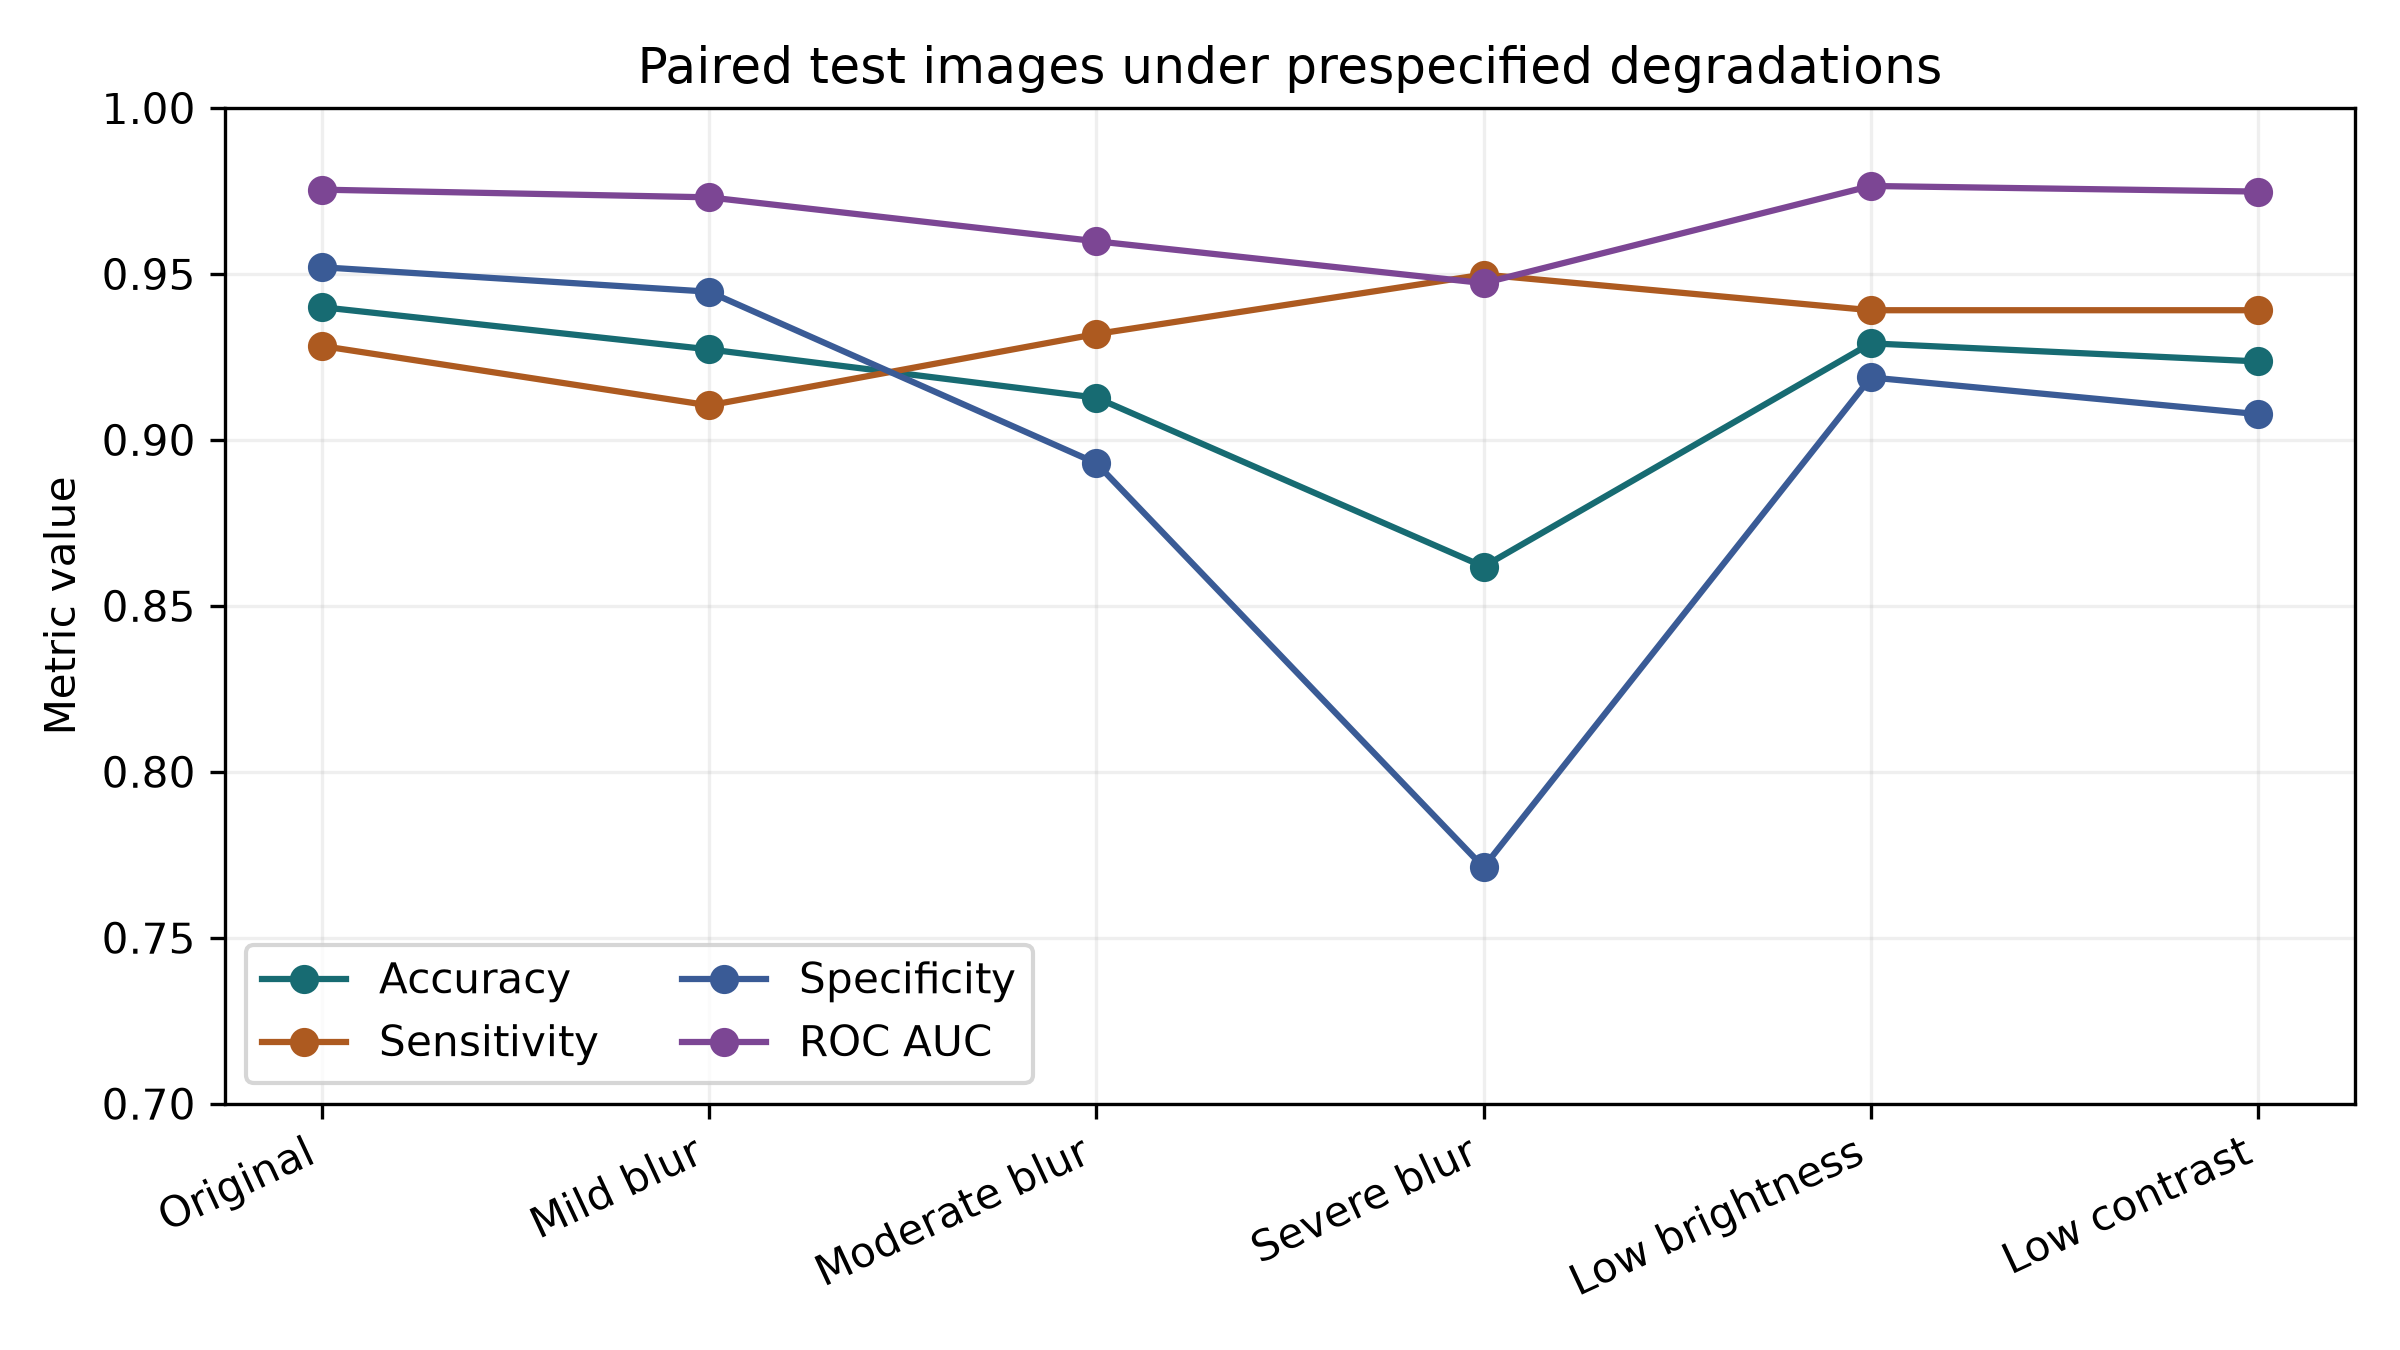 Paired test images under prespecified degradations
1.00
0.95
0.90
0.85
0.80
0.75
0.70
Metric value
Accuracy
Sensitivity
Specificity
ROC AUC
Original
Mild blur
Moderate blur
Severe blur
Low brightness
Low contrast